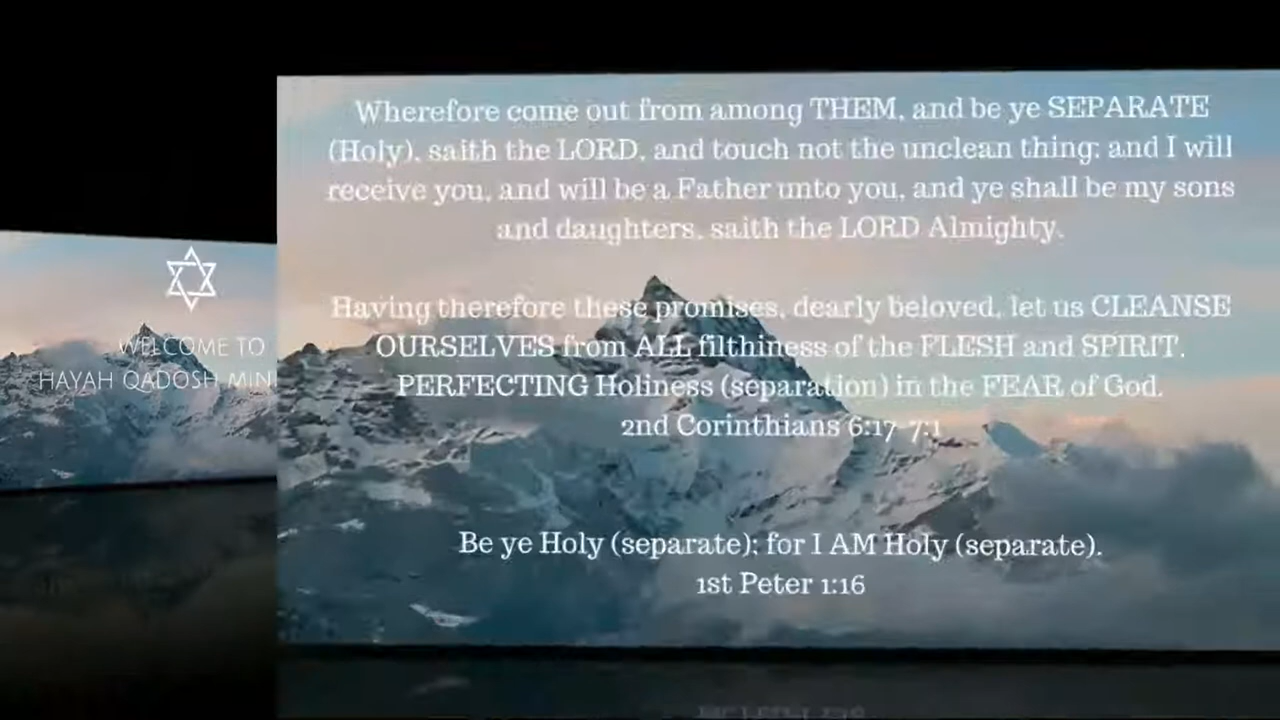 WELCOME TO
HAYAH QADOSH MIN
Wherefore come out from among THEM, and be ye SEPARATE
(Holy), saith the LORD, and touch not the unclean thing; and I will
receive you, and will be a Father unto you, and ye shall be my sons
and daughters, saith the LORD Almighty.
Having therefore these promises, dearly beloved, let us CLEANSE
OURSELVES from ALL filthiness of the FLESH and SPIRIT,
PERFECTING Holiness (separation) in the FEAR of God.
2nd Corinthians 6:17-7:1
Be ye Holy (separate); for I AM Holy (separate).
1st Peter 1:16